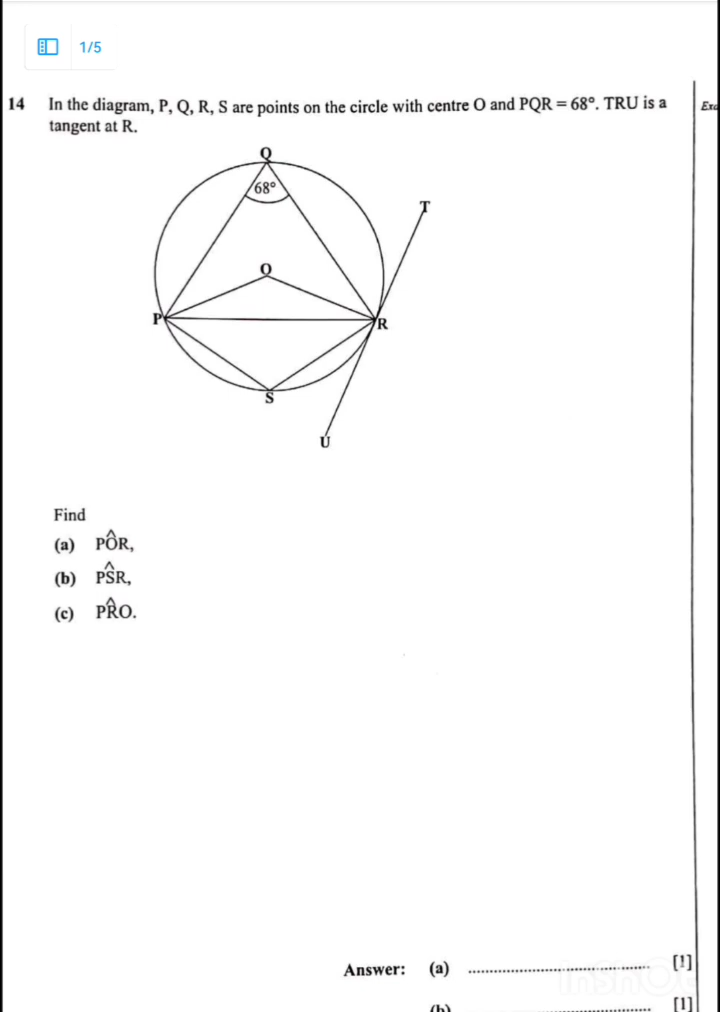 1/5
14 In the diagram, P, Q, R, S are points on the circle with centre O and PQR = 68°. TRU is a
tangent at R.
Q
68°
T
O
P
R
S
U
Find
(a) PÔR,
(b) PŜR,
(c) PR̂O.
Answer: (a) [1]
(b) [1]